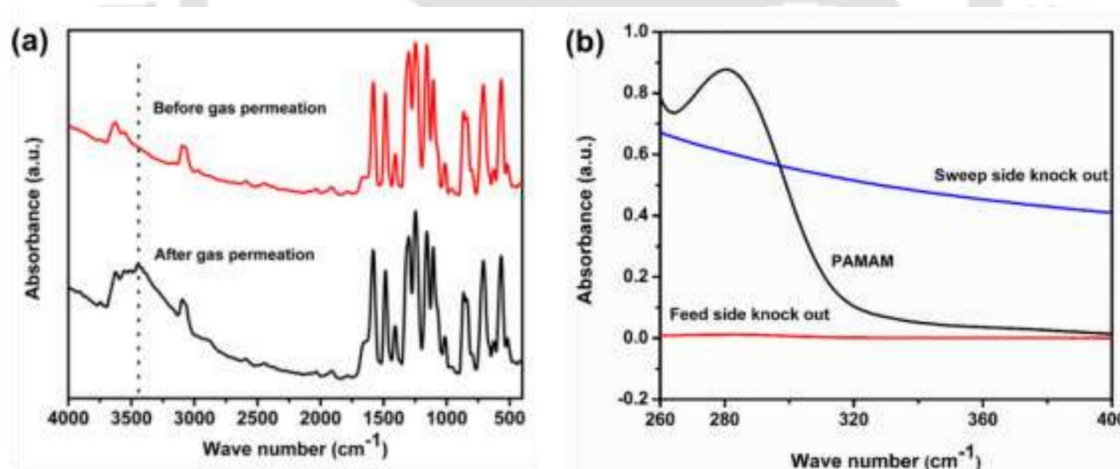 (a)
Absorbance (a.u.)
Before gas permeation
After gas permeation
4000 3500 3000 2500 2000 1500 1000 500
Wave number (cm-1)
(b)
Absorbance (a.u.)
1.0
0.8
0.6
0.4
0.2
0.0
-0.2
Sweep side knock out
PAMAM
Feed side knock out
260 280 320 360 400
Wave number (cm-1)